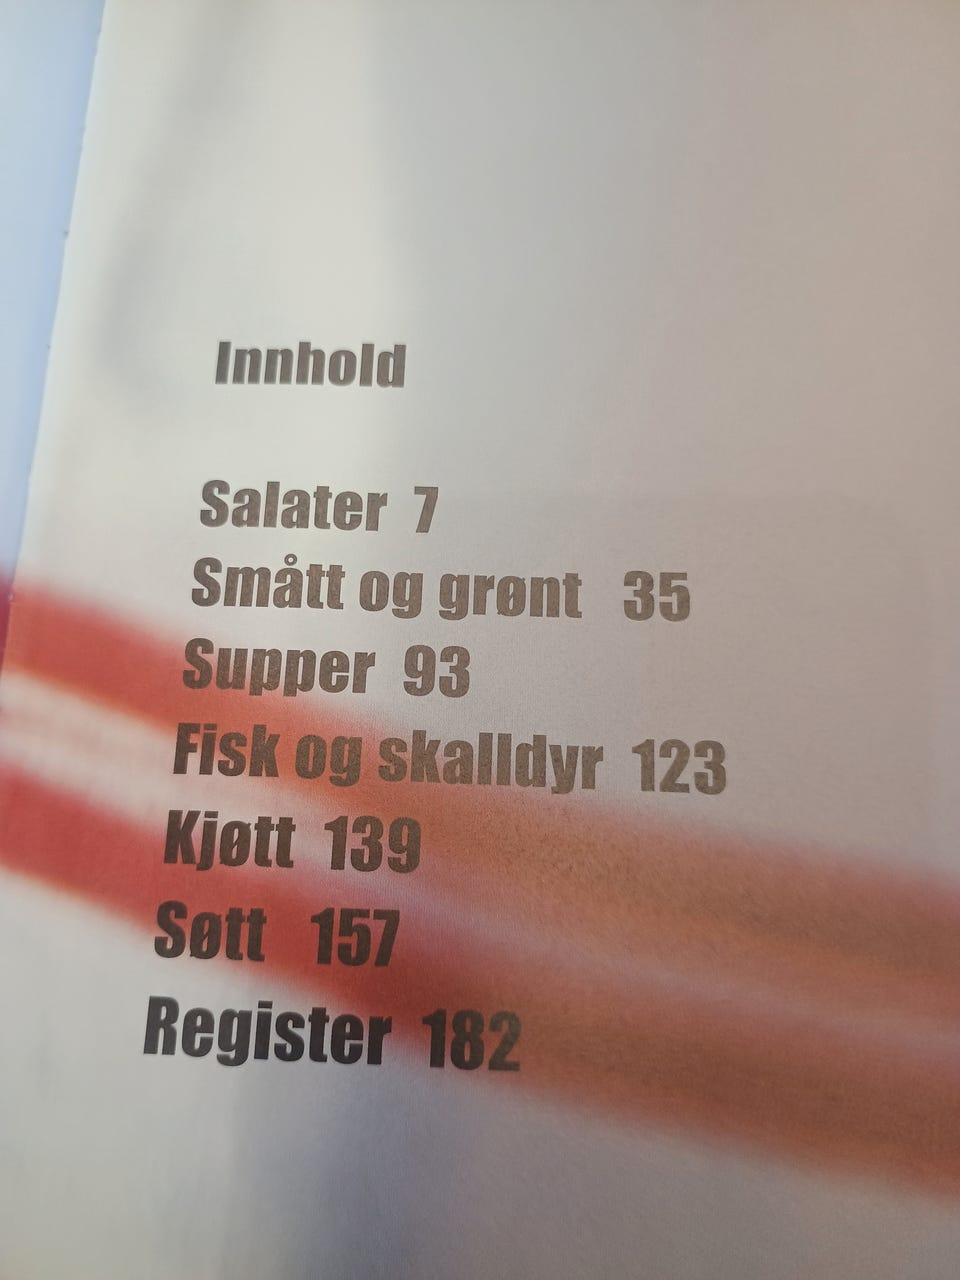 Innhold
Salater 7
Smått og grønt 35
Supper 93
Fisk og skalldyr 123
Kjøtt 139
Søtt 157
Register 182